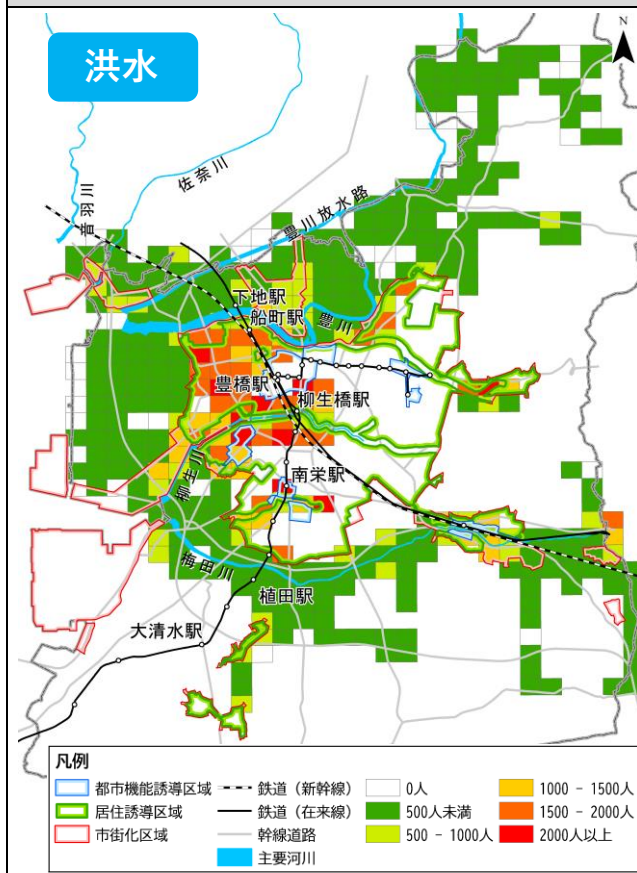 洪水
N
佐奈川
音羽川
豊川放水路
下地駅
船町駅
豊川
豊橋駅
柳生橋駅
柳生川
南栄駅
梅田川
植田駅
大清水駅
凡例
都市機能誘導区域 鉄道（新幹線） 0人 1000 - 1500人
居住誘導区域 鉄道（在来線） 500人未満 1500 - 2000人
市街化区域 幹線道路 500 - 1000人 2000人以上
主要河川